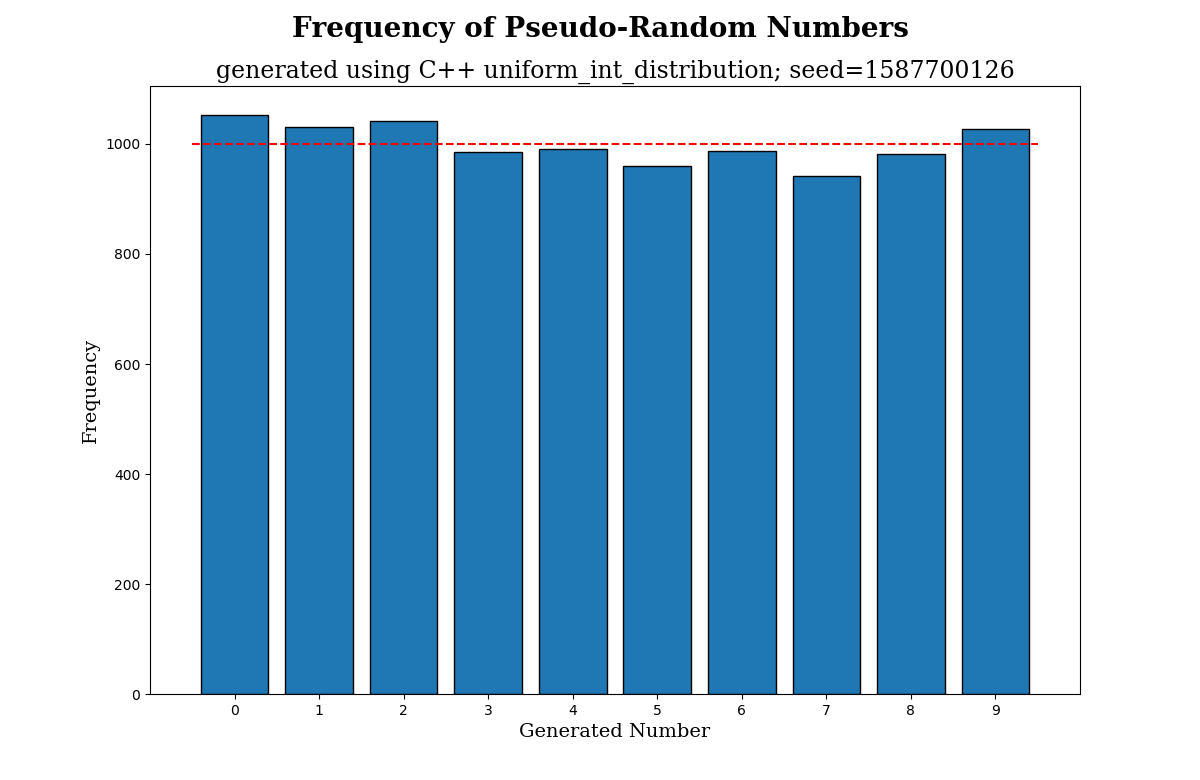 Frequency of Pseudo-Random Numbers
generated using C++ uniform_int_distribution; seed=1587700126
1000
800
600
400
200
0
Frequency
0 1 2 3 4 5 6 7 8 9
Generated Number